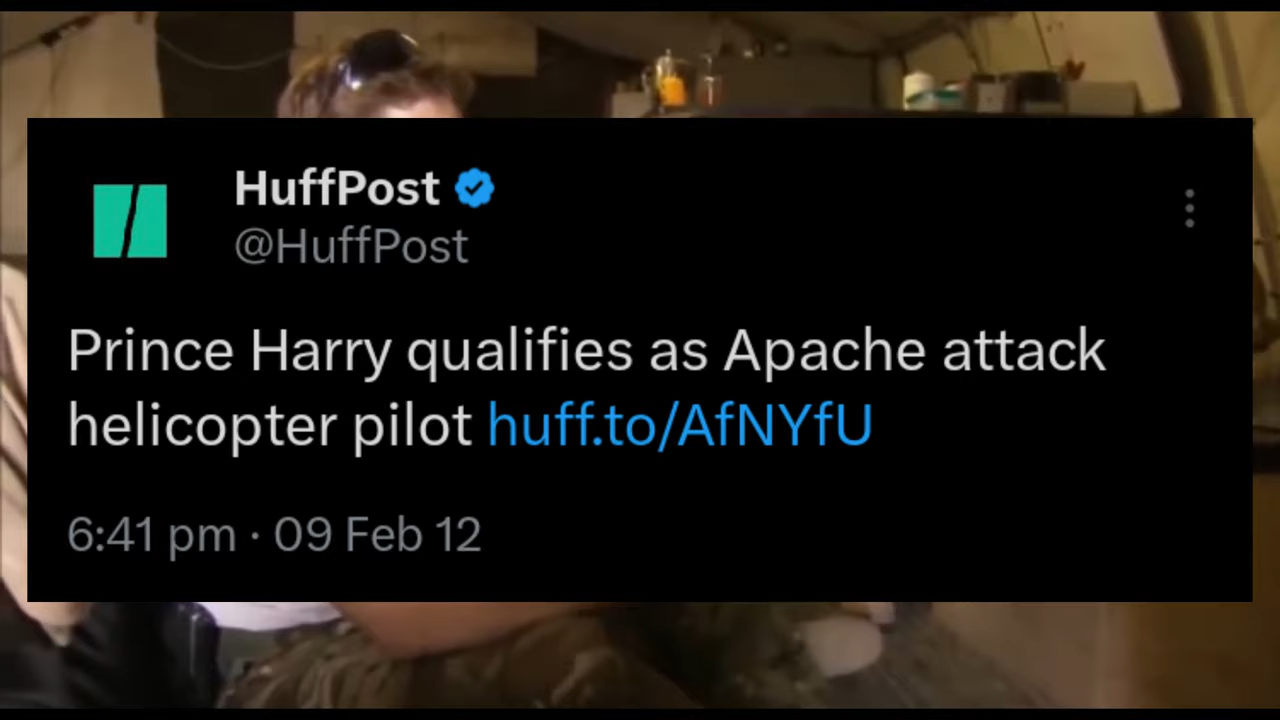 HuffPost
@HuffPost
Prince Harry qualifies as Apache attack
helicopter pilot huff.to/AfNYfU
6:41 pm · 09 Feb 12